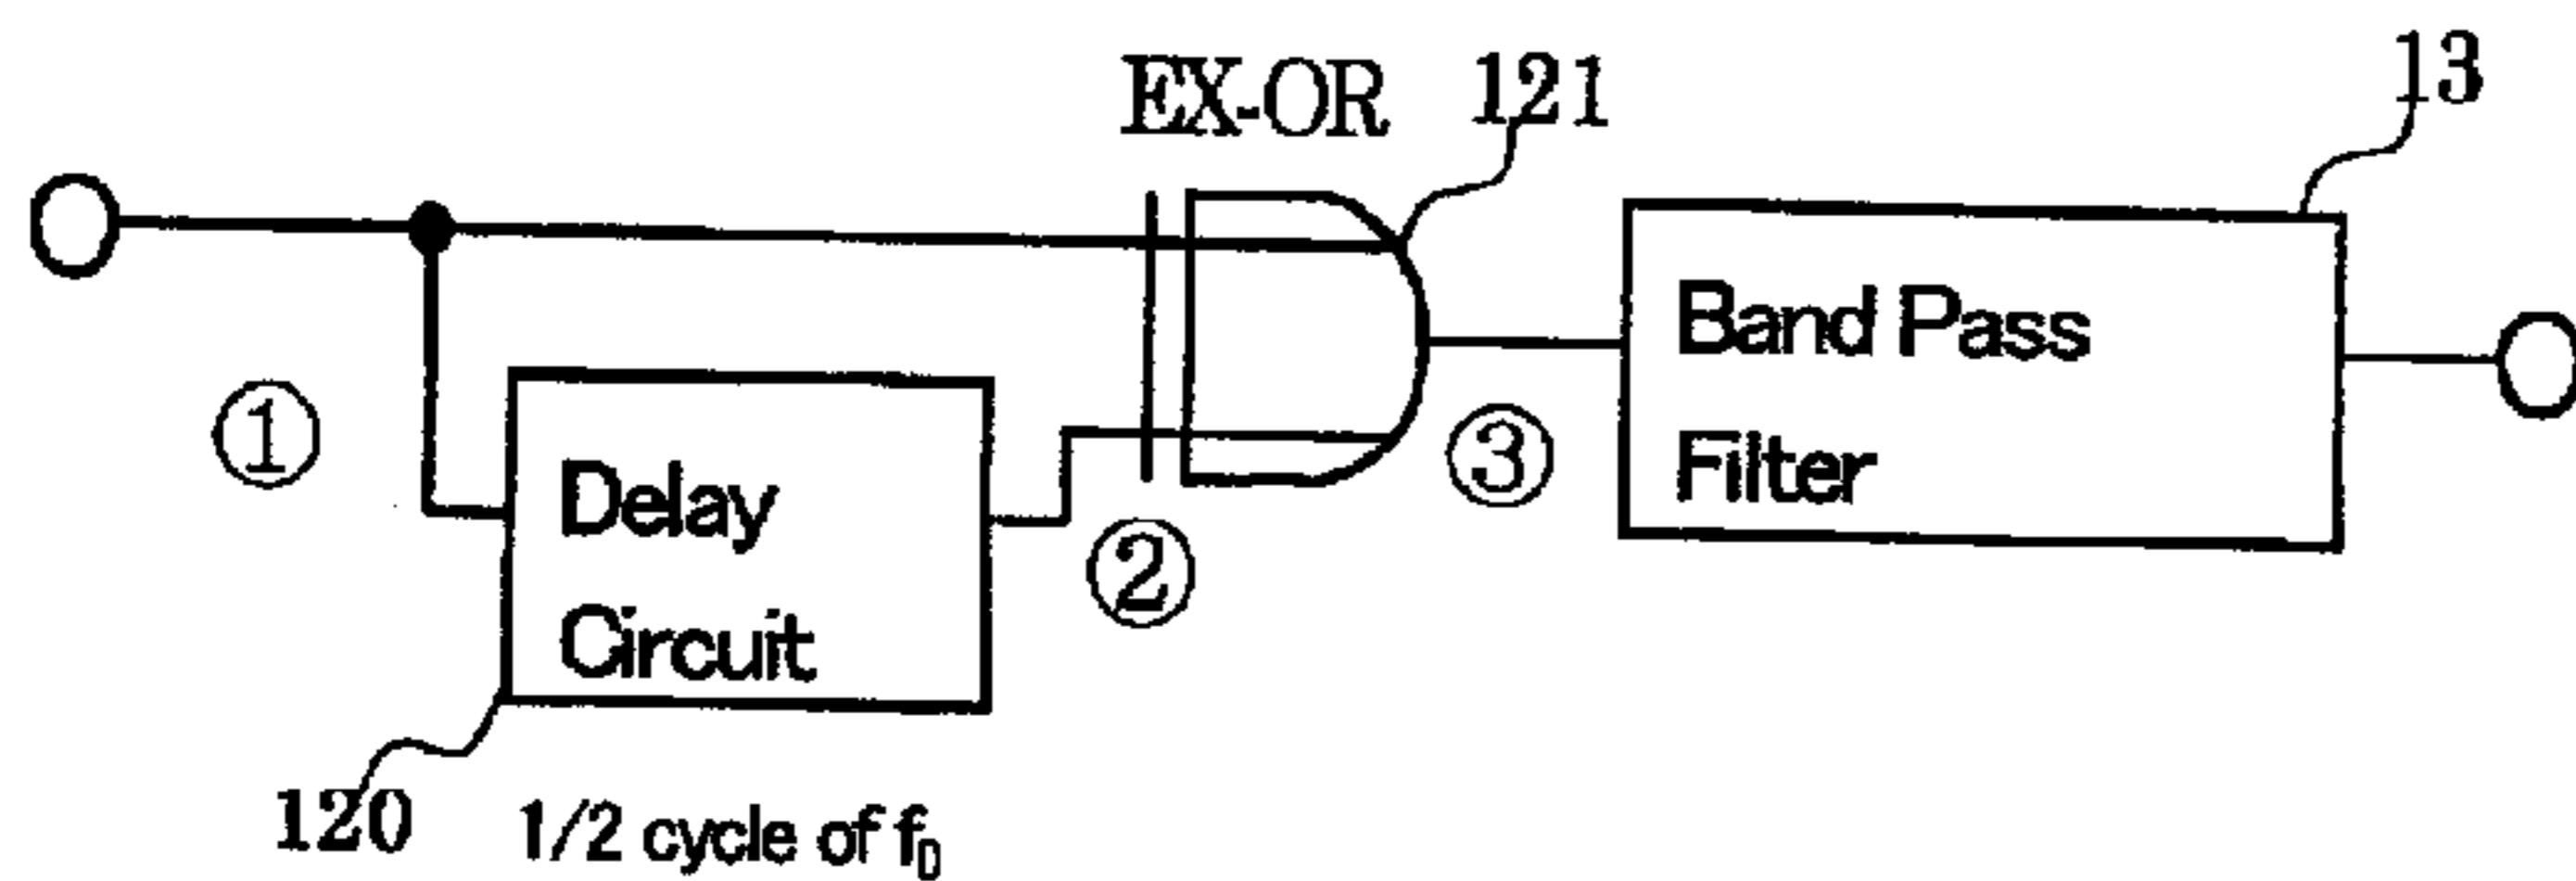 EX-OR
121
13
Band Pass
Filter
①
③
Delay
Circuit
②
120
1/2 cycle of f₀